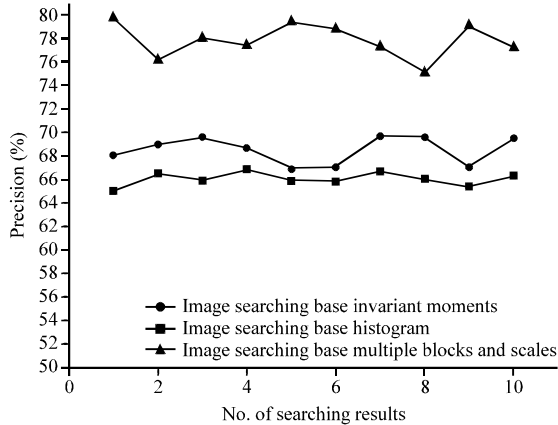 80
78
76
74
72
70
68
66
64
62
60
58
56
54
52
50
Precision (%)
Image searching base invariant moments
Image searching base histogram
Image searching base multiple blocks and scales
0 2 4 6 8 10
No. of searching results